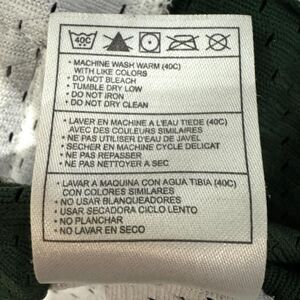 40C
• MACHINE WASH WARM (40C)
WITH LIKE COLORS
• DO NOT BLEACH
• TUMBLE DRY LOW
• DO NOT IRON
• DO NOT DRY CLEAN
• LAVER EN MACHINE A L'EAU TIEDE (40C)
AVEC DES COULEURS SIMILAIRES
• NE PAS UTILISER D'EAU DE JAVEL
• SECHER EN MACHINE CYCLE DELICAT
• NE PAS REPASSER
• NE PAS NETTOYER A SEC
• LAVAR A MAQUINA CON AGUA TIBIA (40C)
CON COLORES SIMILARES
• NO USAR BLANQUEADORES
• USAR SECADORA CICLO LENTO
• NO PLANCHAR
• NO LAVAR EN SECO